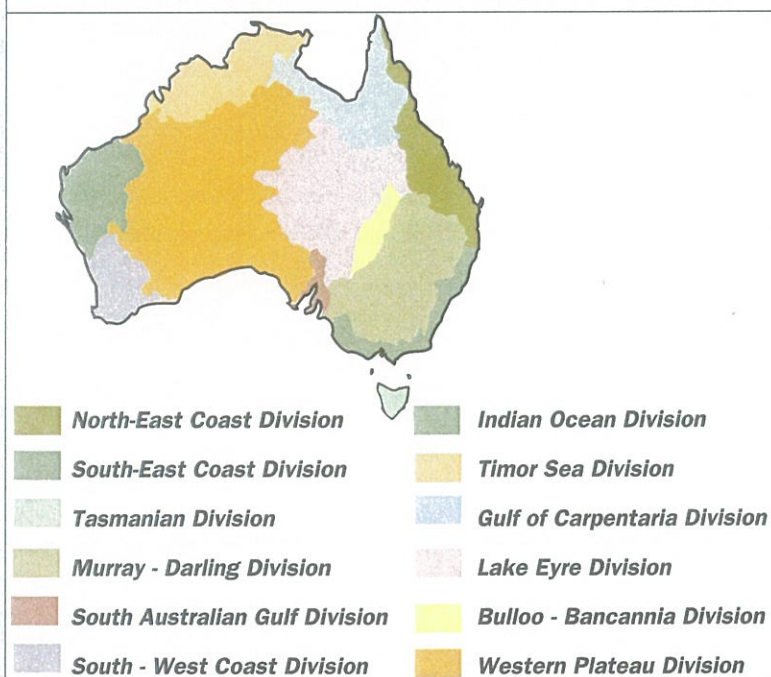 North-East Coast Division
South-East Coast Division
Tasmanian Division
Murray - Darling Division
South Australian Gulf Division
South - West Coast Division
Indian Ocean Division
Timor Sea Division
Gulf of Carpentaria Division
Lake Eyre Division
Bulloo - Bancannia Division
Western Plateau Division